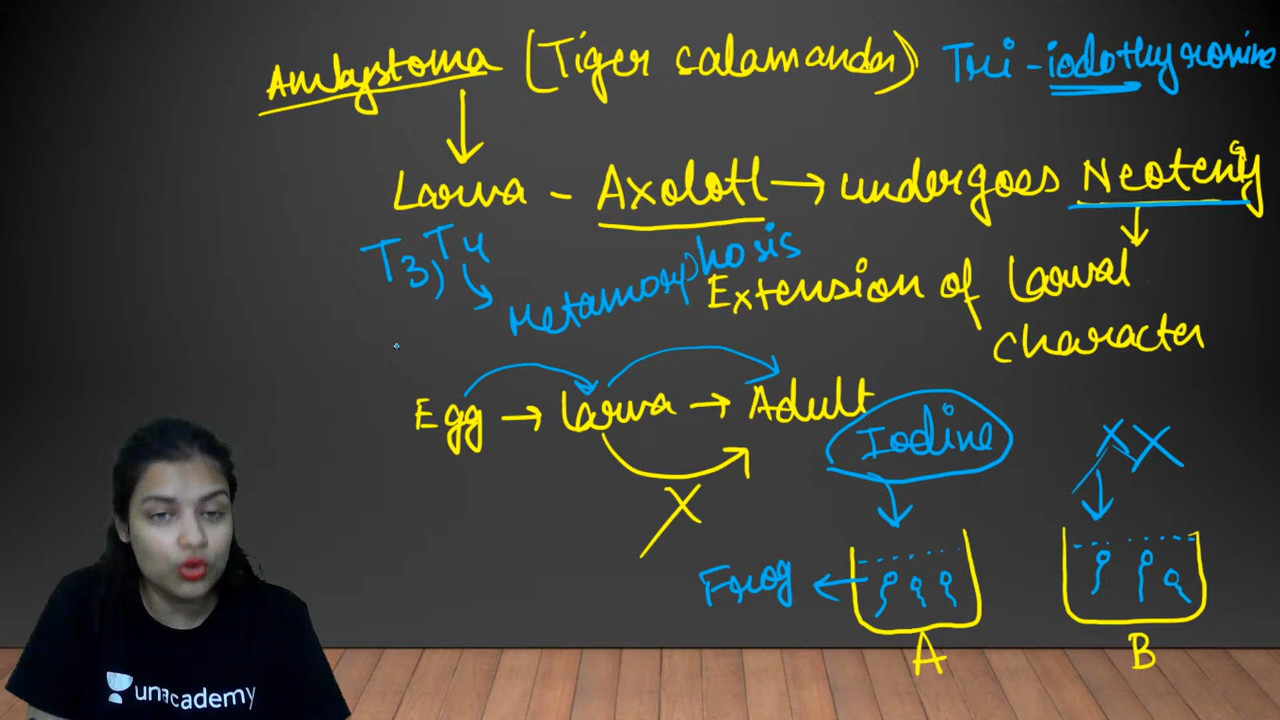 Ambystoma (Tiger salamander) Tri-iodothyronine
Larva - Axolotl → undergoes Neoteny
T3, T4
Metamorphosis
Extension of Larval
character
Egg → Larva → Adult
X
Iodine
X X
Frog
A
B
unacademy